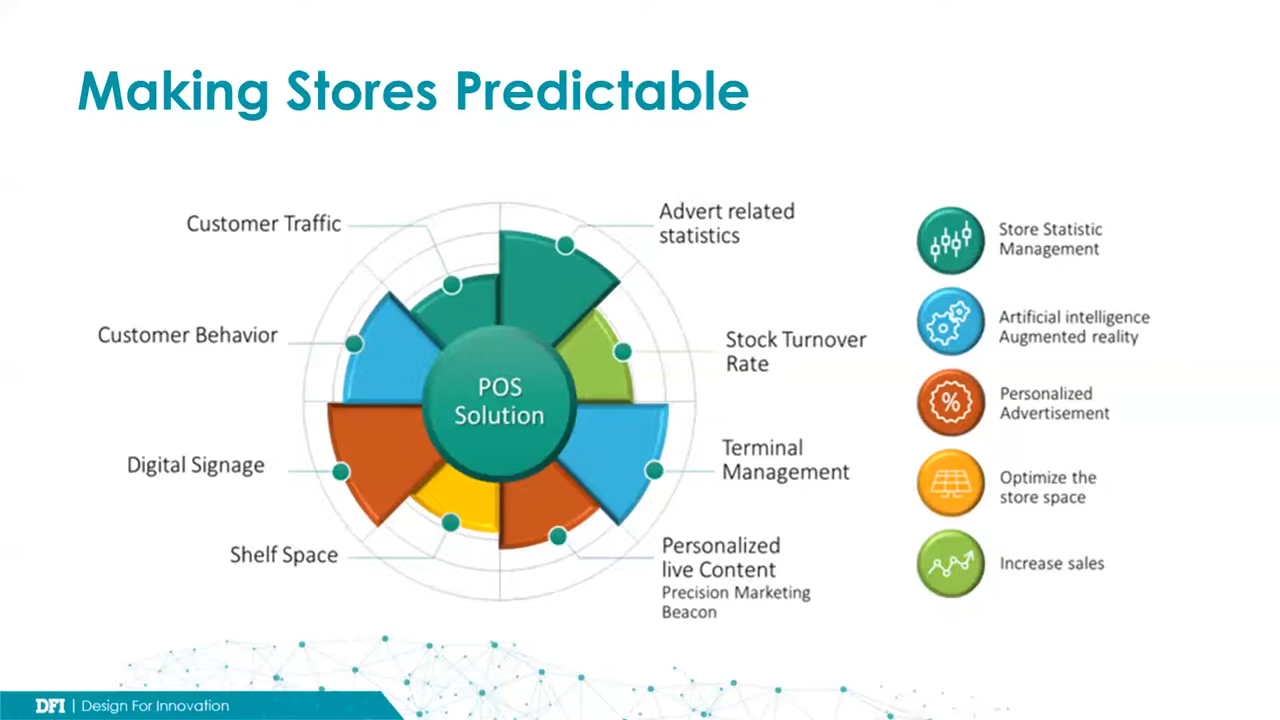 Making Stores Predictable
Customer Traffic
Customer Behavior
Digital Signage
Shelf Space
POS
Solution
Advert related
statistics
Stock Turnover
Rate
Terminal
Management
Personalized
live Content
Precision Marketing
Beacon
Store Statistic
Management
Artificial intelligence
Augmented reality
%
Personalized
Advertisement
Optimize the
store space
Increase sales
DFI | Design For Innovation